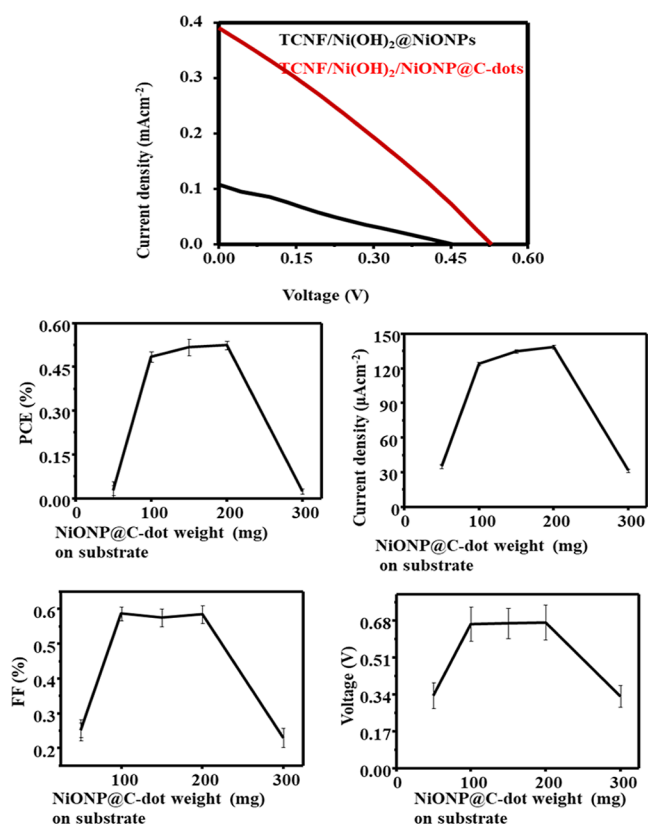 0.4
TCNF/Ni(OH)₂@NiONPs
TCNF/Ni(OH)₂/NiONP@C-dots
0.3
0.2
0.1
0.0
Current density (mAcm⁻²)
0.00 0.15 0.30 0.45 0.60
Voltage (V)
0.60
0.45
0.30
0.15
0.00
PCE (%)
0 100 200 300
NiONP@C-dot weight (mg)
on substrate
150
120
90
60
30
0
Current density (µAcm⁻²)
0 100 200 300
NiONP@C-dot weight (mg)
on substrate
0.6
0.5
0.4
0.3
0.2
FF (%)
100 200 300
NiONP@C-dot weight (mg)
on substrate
0.68
0.51
0.34
0.17
0.00
Voltage (V)
0 100 200 300
NiONP@C-dot weight (mg)
on substrate